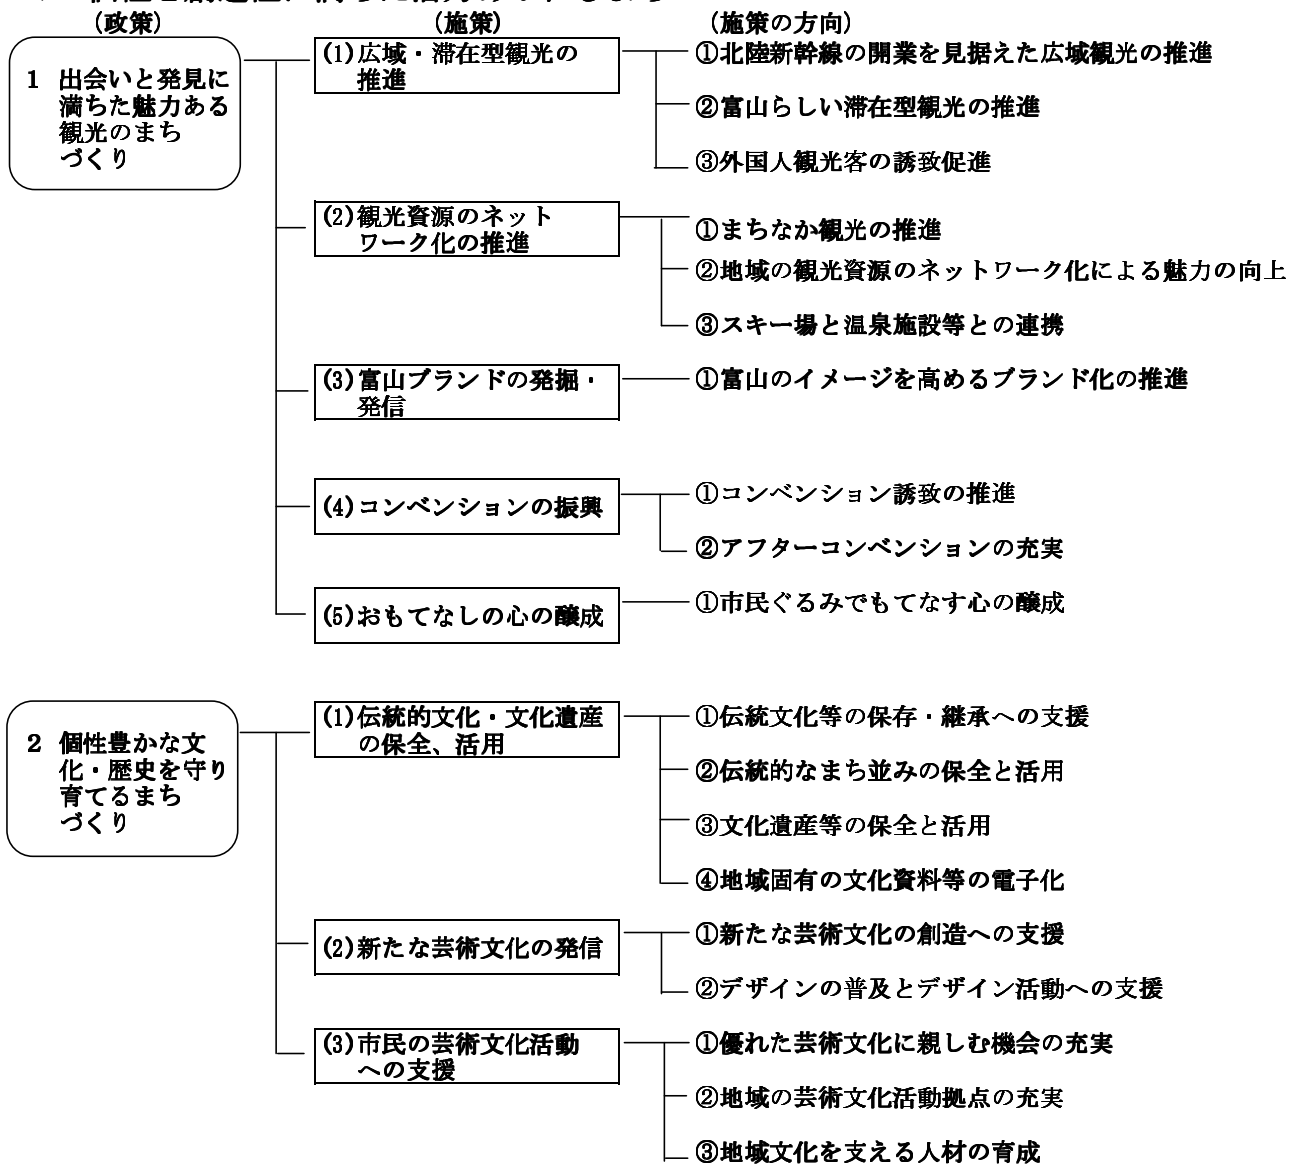 (政策)
(施策)
(施策の方向)
1 出会いと発見に
満ちた魅力ある
観光のまち
づくり
(1)広域・滞在型観光の
推進
①北陸新幹線の開業を見据えた広域観光の推進
②富山らしい滞在型観光の推進
③外国人観光客の誘致促進
(2)観光資源のネット
ワーク化の推進
①まちなか観光の推進
②地域の観光資源のネットワーク化による魅力の向上
③スキー場と温泉施設等との連携
(3)富山ブランドの発掘・
発信
①富山のイメージを高めるブランド化の推進
(4)コンベンションの振興
①コンベンション誘致の推進
②アフターコンベンションの充実
(5)おもてなしの心の醸成
①市民ぐるみでもてなす心の醸成
2 個性豊かな文
化・歴史を守り
育てるまち
づくり
(1)伝統的文化・文化遺産
の保全、活用
①伝統文化等の保存・継承への支援
②伝統的なまち並みの保全と活用
③文化遺産等の保全と活用
④地域固有の文化資料等の電子化
(2)新たな芸術文化の発信
①新たな芸術文化の創造への支援
②デザインの普及とデザイン活動への支援
(3)市民の芸術文化活動
への支援
①優れた芸術文化に親しむ機会の充実
②地域の芸術文化活動拠点の充実
③地域文化を支える人材の育成